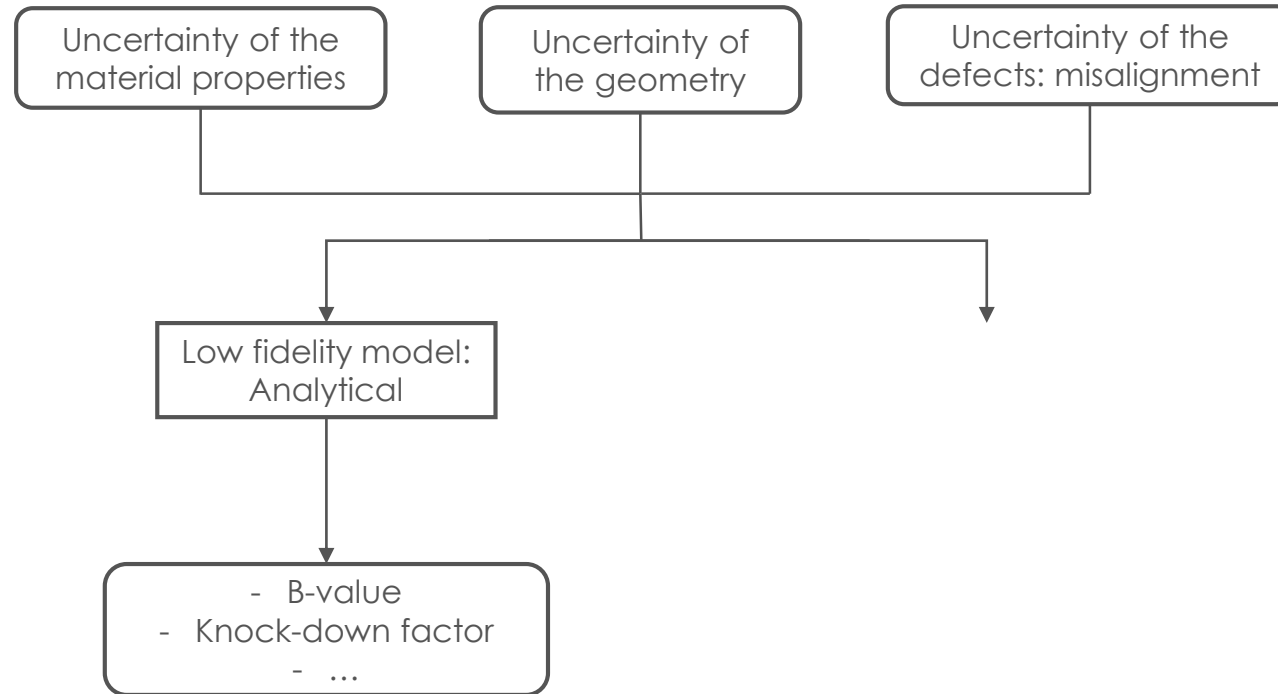 Uncertainty of the
material properties
Uncertainty of
the geometry
Uncertainty of the
defects: misalignment
Low fidelity model:
Analytical
- B-value
- Knock-down factor
- ...